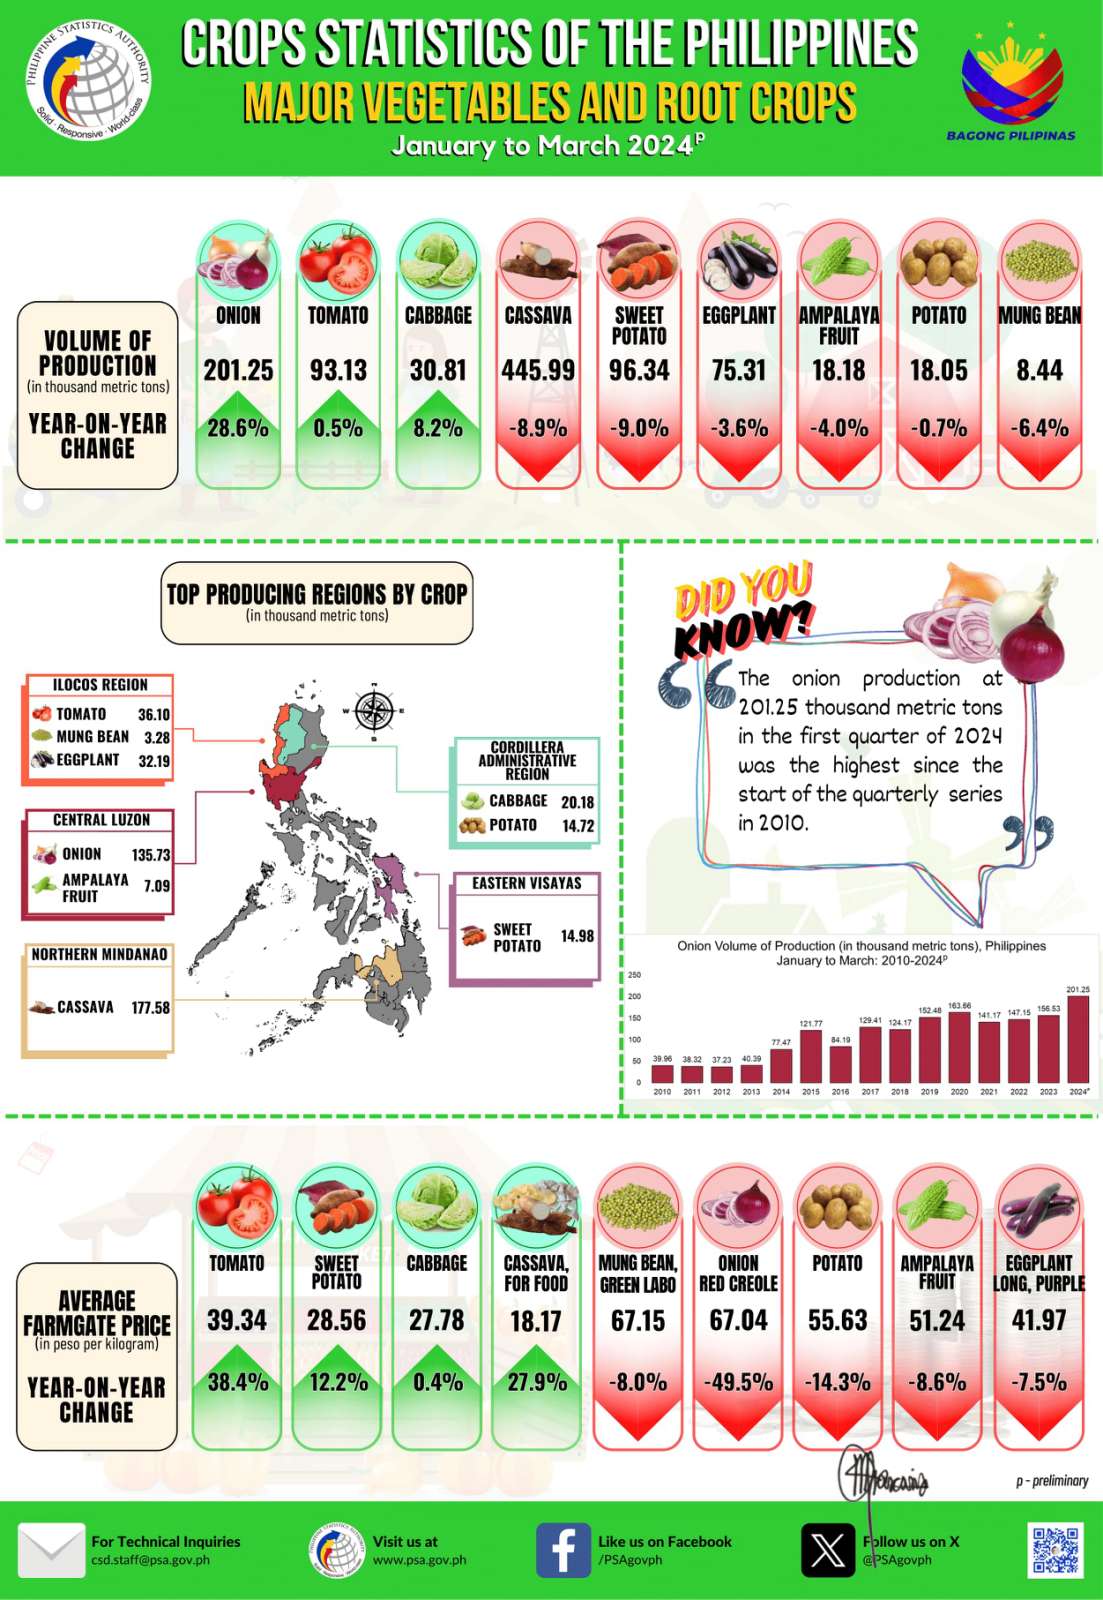 PHILIPPINE STATISTICS AUTHORITY
Solid · Responsive · World-class
CROPS STATISTICS OF THE PHILIPPINES
MAJOR VEGETABLES AND ROOT CROPS
January to March 2024p
BAGONG PILIPINAS
VOLUME OF
PRODUCTION
(in thousand metric tons)
YEAR-ON-YEAR
CHANGE
ONION
201.25
28.6%
TOMATO
93.13
0.5%
CABBAGE
30.81
8.2%
CASSAVA
445.99
-8.9%
SWEET
POTATO
96.34
-9.0%
EGGPLANT
75.31
-3.6%
AMPALAYA
FRUIT
18.18
-4.0%
POTATO
18.05
-0.7%
MUNG BEAN
8.44
-6.4%
TOP PRODUCING REGIONS BY CROP
(in thousand metric tons)
ILOCOS REGION
TOMATO 36.10
MUNG BEAN 3.28
EGGPLANT 32.19
CENTRAL LUZON
ONION 135.73
AMPALAYA
FRUIT 7.09
NORTHERN MINDANAO
CASSAVA 177.58
N
W E
S
CORDILLERA
ADMINISTRATIVE
REGION
CABBAGE 20.18
POTATO 14.72
EASTERN VISAYAS
SWEET
POTATO 14.98
DID YOU
KNOW?
The onion production at
201.25 thousand metric tons
in the first quarter of 2024
was the highest since the
start of the quarterly series
in 2010.
Onion Volume of Production (in thousand metric tons), Philippines
January to March: 2010-2024p
250
200
150
100
50
0
39.96 38.32 37.23 40.39 77.47 121.77 84.19 129.41 124.17 152.48 163.66 141.17 147.15 156.53 201.25
2010 2011 2012 2013 2014 2015 2016 2017 2018 2019 2020 2021 2022 2023 2024p
AVERAGE
FARMGATE PRICE
(in peso per kilogram)
YEAR-ON-YEAR
CHANGE
TOMATO
39.34
38.4%
SWEET
POTATO
28.56
12.2%
CABBAGE
27.78
0.4%
CASSAVA,
FOR FOOD
18.17
27.9%
MUNG BEAN,
GREEN LABO
67.15
-8.0%
ONION
RED CREOLE
67.04
-49.5%
POTATO
55.63
-14.3%
AMPALAYA
FRUIT
51.24
-8.6%
EGGPLANT
LONG, PURPLE
41.97
-7.5%
p - preliminary
For Technical Inquiries
csd.staff@psa.gov.ph
Visit us at
www.psa.gov.ph
Like us on Facebook
/PSAgovph
Follow us on X
@PSAgovph